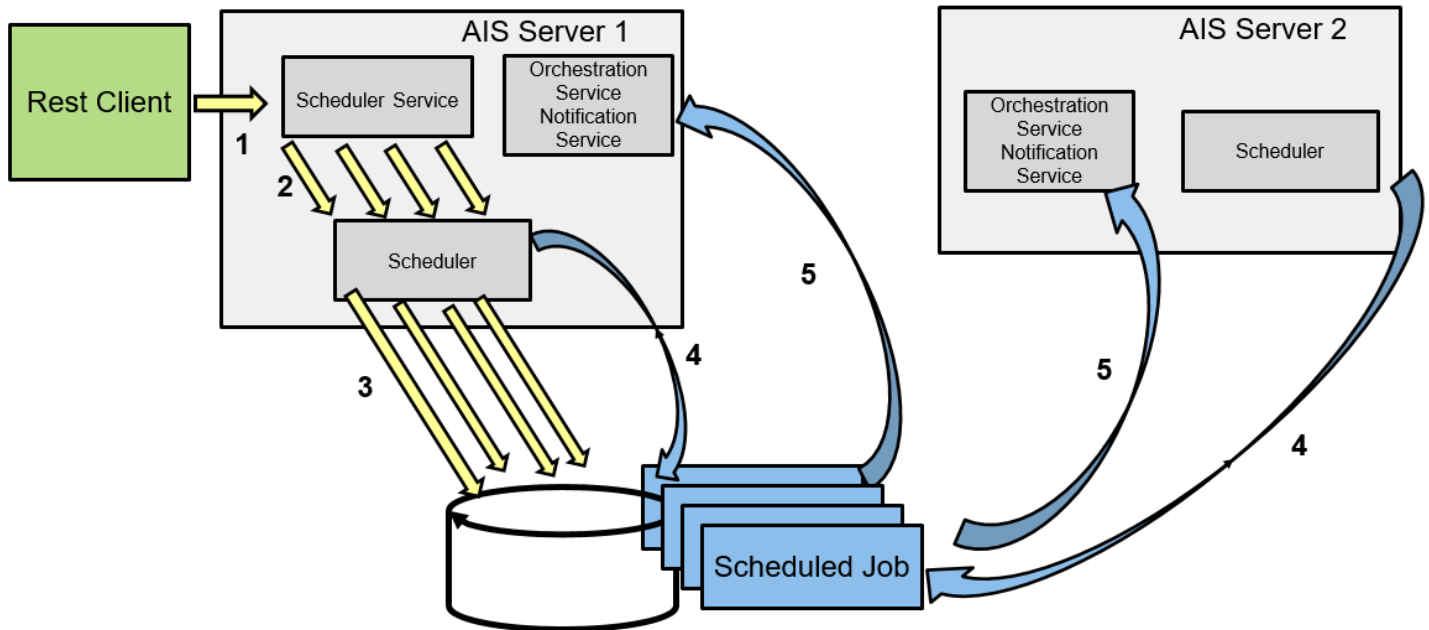 AIS Server 1
AIS Server 2
Rest Client
Scheduler Service
Orchestration
Service
Notification
Service
Orchestration
Service
Notification
Service
Scheduler
1
2
Scheduler
3
4
5
5
4
Scheduled Job